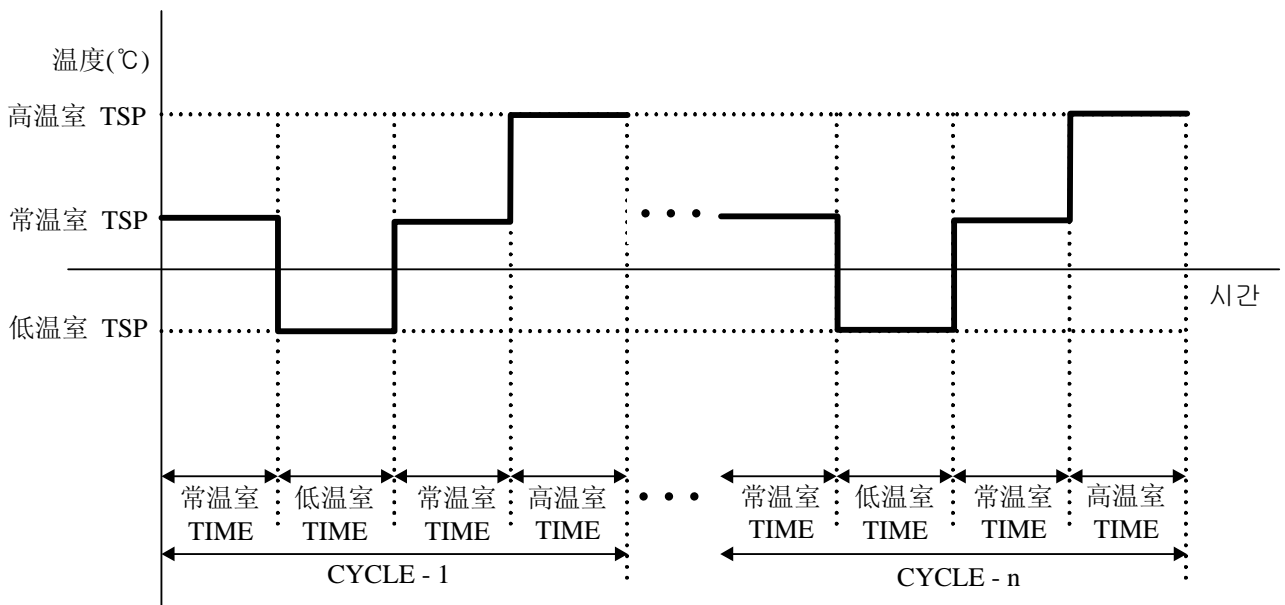 温度(℃)
高温室 TSP
常温室 TSP
시간
低温室 TSP
常温室 低温室 常温室 高温室 常温室 低温室 常温室 高温室
TIME TIME TIME TIME TIME TIME TIME TIME
CYCLE - 1 CYCLE - n